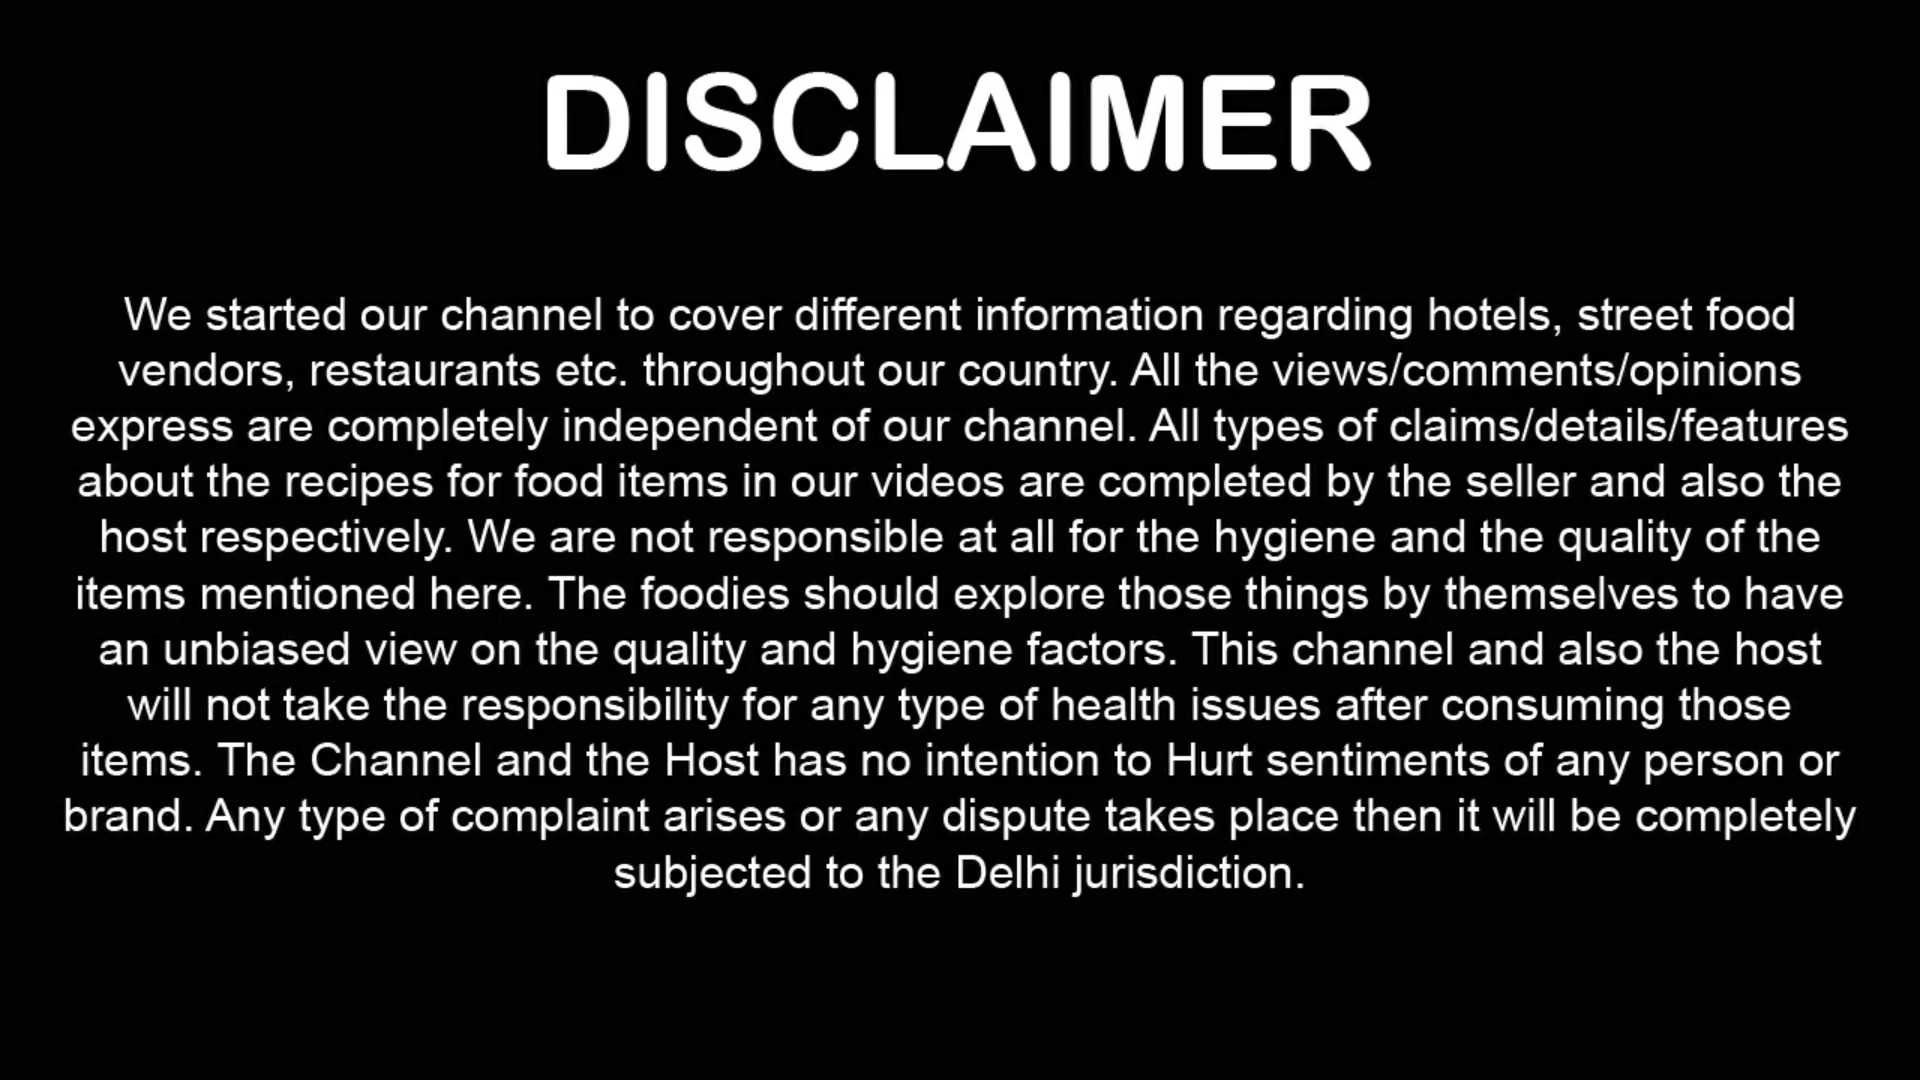 DISCLAIMER
We started our channel to cover different information regarding hotels, street food
vendors, restaurants etc. throughout our country. All the views/comments/opinions
express are completely independent of our channel. All types of claims/details/features
about the recipes for food items in our videos are completed by the seller and also the
host respectively. We are not responsible at all for the hygiene and the quality of the
items mentioned here. The foodies should explore those things by themselves to have
an unbiased view on the quality and hygiene factors. This channel and also the host
will not take the responsibility for any type of health issues after consuming those
items. The Channel and the Host has no intention to Hurt sentiments of any person or
brand. Any type of complaint arises or any dispute takes place then it will be completely
subjected to the Delhi jurisdiction.